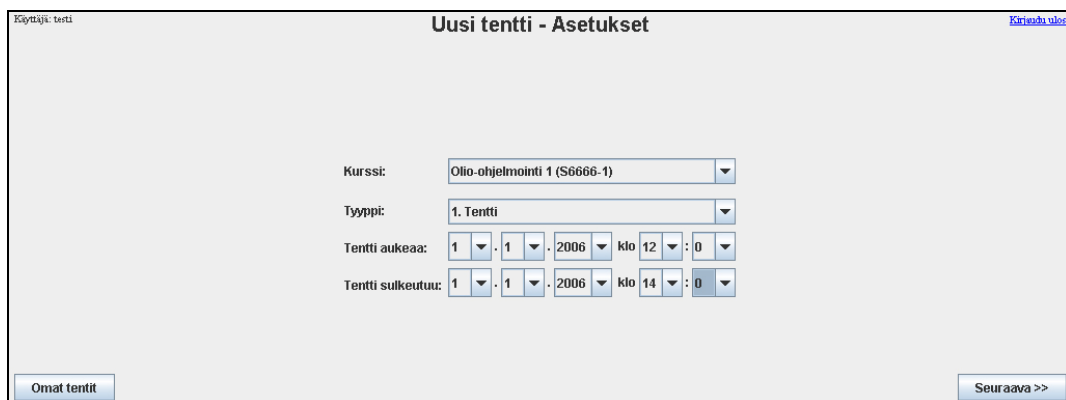 Käyttäjä: testi
Uusi tentti - Asetukset
Kirjaudu ulos
Kurssi: Olio-ohjelmointi 1 (S6666-1)
Tyyppi: 1. Tentti
Tentti aukeaa: 1 . 1 . 2006 klo 12 : 0
Tentti sulkeutuu: 1 . 1 . 2006 klo 14 : 0
Omat tentit
Seuraava >>